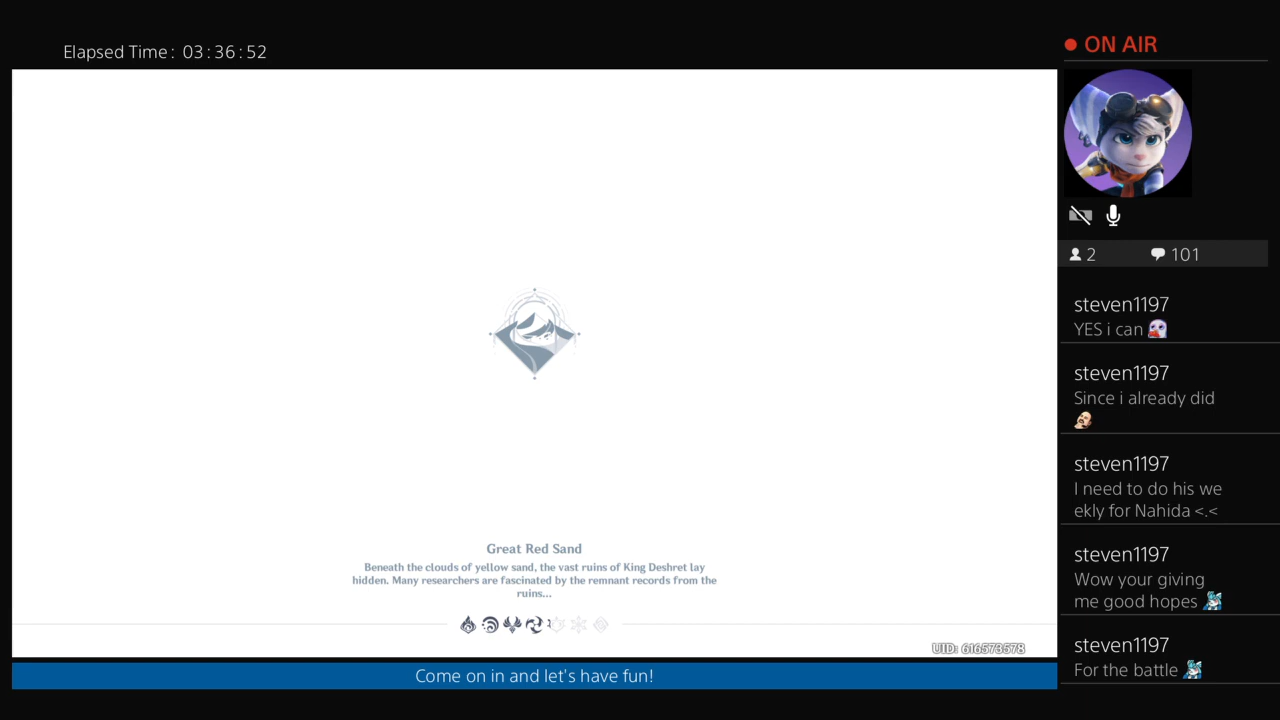 Elapsed Time: 03:36:52
ON AIR
2
101
steven1197
YES i can
steven1197
Since i already did
steven1197
I need to do his we
ekly for Nahida <.<
steven1197
Wow your giving
me good hopes
steven1197
For the battle
Great Red Sand
Beneath the clouds of yellow sand, the vast ruins of King Deshret lay
hidden. Many researchers are fascinated by the remnant records from the
ruins...
UID: 616573578
Come on in and let's have fun!